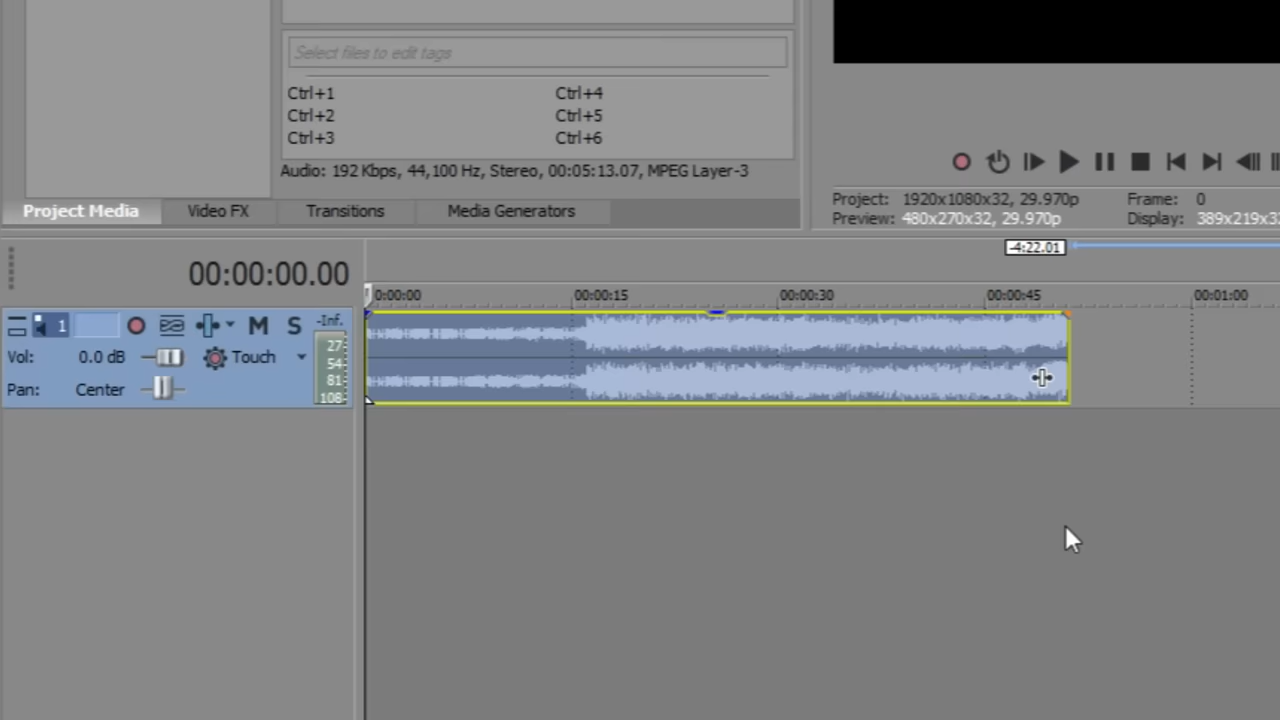 Select files to edit tags
Ctrl+1 Ctrl+4
Ctrl+2 Ctrl+5
Ctrl+3 Ctrl+6
Audio: 192 Kbps, 44,100 Hz, Stereo, 00:05:13.07, MPEG Layer-3
Project Media Video FX Transitions Media Generators
Project: 1920x1080x32, 29.970p Frame: 0
Preview: 480x270x32, 29.970p Display: 389x219x3
-4:22.01
00:00:00.00
0:00:00 00:00:15 00:00:30 00:00:45 00:01:00
1 M S -Inf.
Vol: 0.0 dB Touch
Pan: Center
27
54
81
108